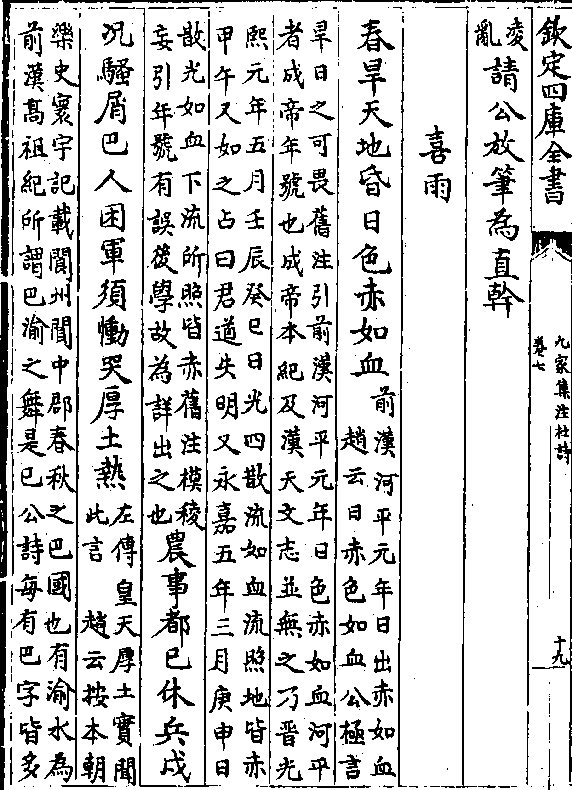 欽定四庫全書
九家集注杜詩
卷七
十九
凌
亂
請公放筆為直幹
喜雨
春旱天地昏日色赤如血
前漢河平元年日出赤如血
趙云日赤色如血公極言
旱日之可畏舊注引前漢河平元年日色赤如血河平
者成帝年號也成帝本紀及漢天文志並無之乃晉光
熙元年五月壬辰癸巳日光四散流如血流照地皆赤
甲午又如之占曰君道失明又永嘉五年三月庚申日
散光如血下流所照皆赤舊注模稜
妄引年號有誤後學故為詳出之也
農事都已休兵戎
况騷屑巴人困軍須慟哭厚土熱
左傳皇天厚土實聞
此言 趙云按本朝
樂史寰宇記載閬州閬中郡春秋之巴國也有渝水為
前漢髙祖紀所謂巴渝之舞是巴公詩每有巴字皆多